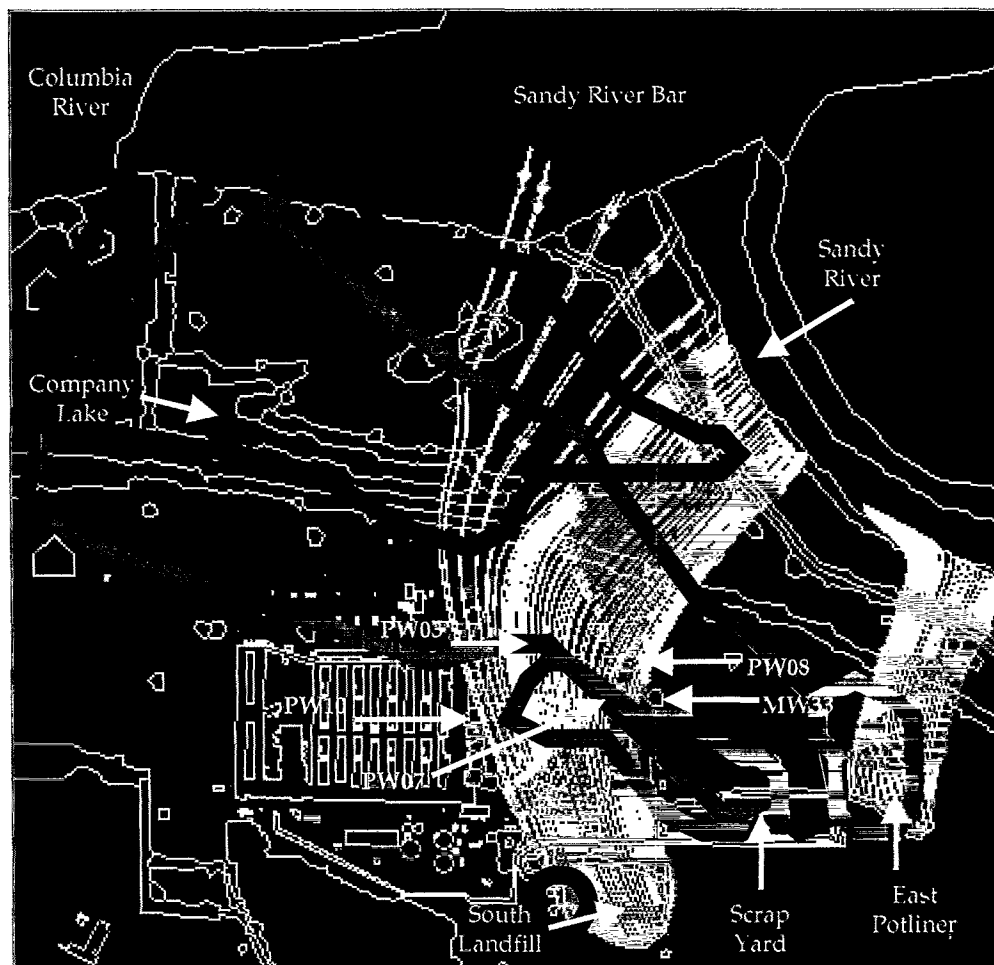 Columbia
River
Sandy River Bar
Sandy
River
Company
Lake
PW03
PW08
PW10
MW33
PW07
South
Landfill
Scrap
Yard
East
Potliner